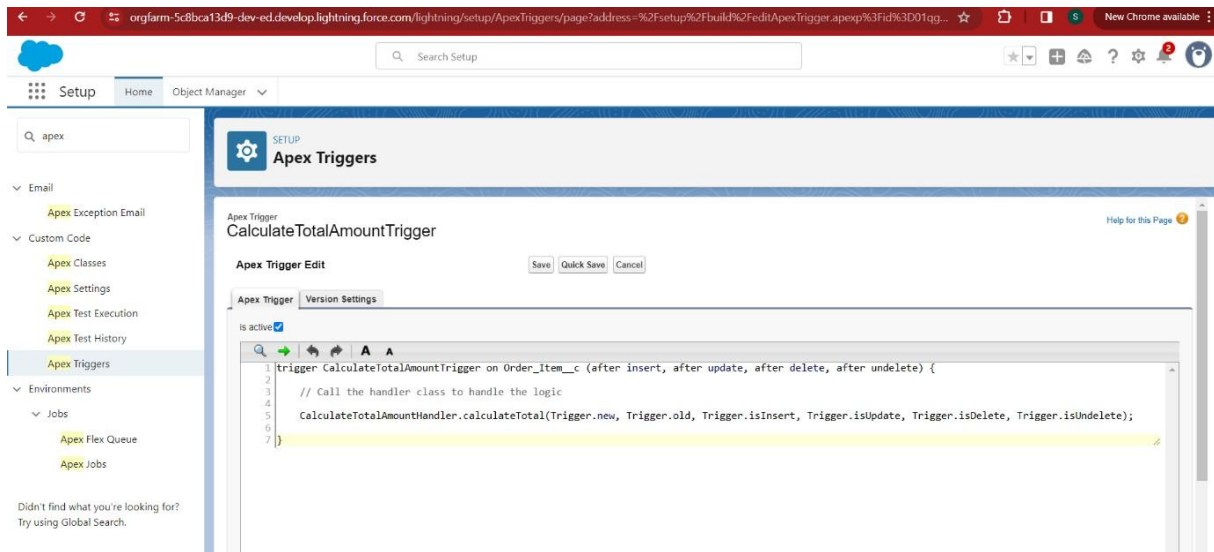 orgfarm-5c8bca13d9-dev-ed.develop.lightning.force.com/lightning/setup/ApexTriggers/page?address=%2Fsetup%2Fbuild%2FeditApexTrigger.apexp%3Fid%3D01qg...
S
New Chrome available
Search Setup
2
Setup Home Object Manager
apex
SETUP
Apex Triggers
Email
Apex Exception Email
Custom Code
Apex Classes
Apex Settings
Apex Test Execution
Apex Test History
Apex Triggers
Environments
Jobs
Apex Flex Queue
Apex Jobs
Didn't find what you're looking for?
Try using Global Search.
Apex Trigger
CalculateTotalAmountTrigger
Help for this Page
Apex Trigger Edit Save Quick Save Cancel
Apex Trigger Version Settings
Is active
A A
1 trigger CalculateTotalAmountTrigger on Order_Item__c (after insert, after update, after delete, after undelete) {
2
3 // Call the handler class to handle the logic
4
5 CalculateTotalAmountHandler.calculateTotal(Trigger.new, Trigger.old, Trigger.isInsert, Trigger.isUpdate, Trigger.isDelete, Trigger.isUndelete);
6
7 }